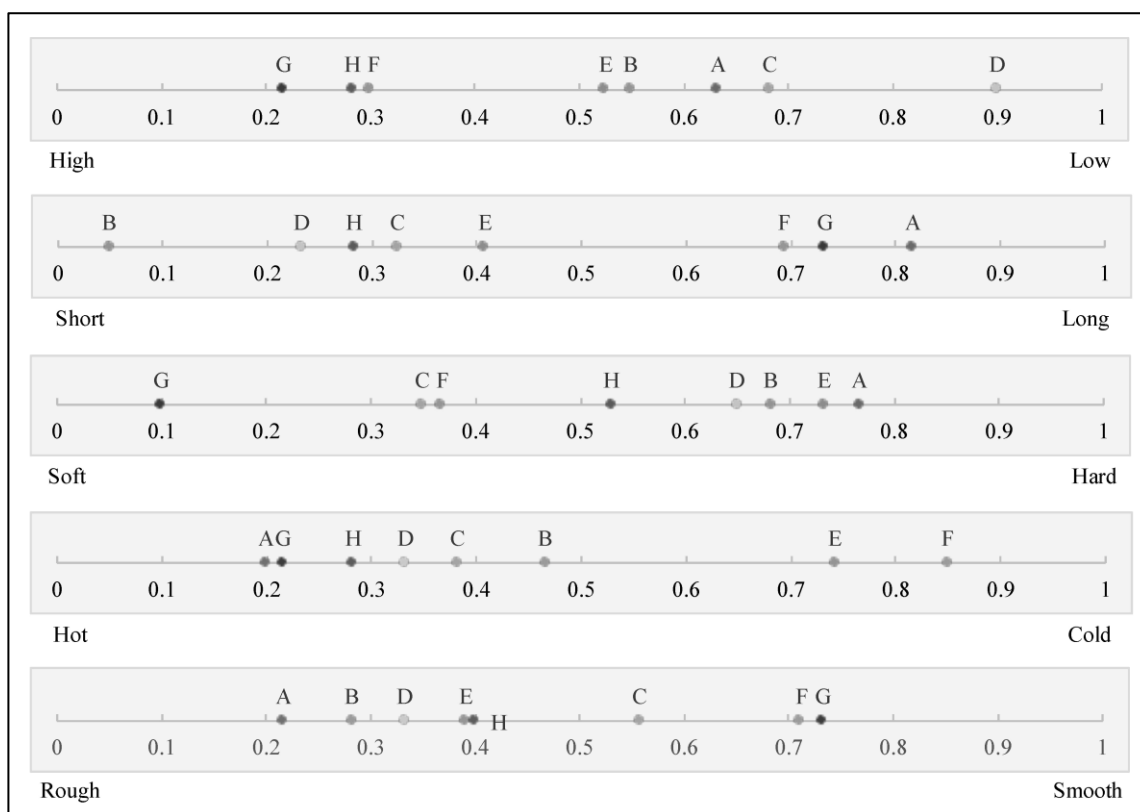 G H F E B A C D
0 0.1 0.2 0.3 0.4 0.5 0.6 0.7 0.8 0.9 1
High Low
B D H C E F G A
0 0.1 0.2 0.3 0.4 0.5 0.6 0.7 0.8 0.9 1
Short Long
G C F H D B E A
0 0.1 0.2 0.3 0.4 0.5 0.6 0.7 0.8 0.9 1
Soft Hard
A G H D C B E F
0 0.1 0.2 0.3 0.4 0.5 0.6 0.7 0.8 0.9 1
Hot Cold
A B D E C F G
H
0 0.1 0.2 0.3 0.4 0.5 0.6 0.7 0.8 0.9 1
Rough Smooth